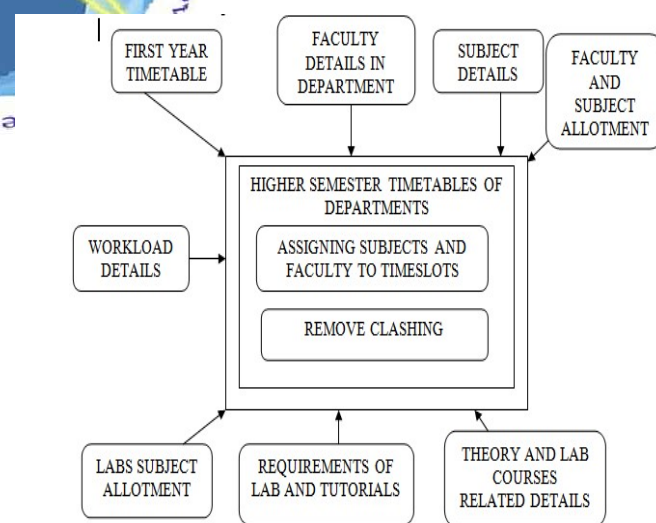 FIRST YEAR
TIMETABLE
FACULTY
DETAILS IN
DEPARTMENT
SUBJECT
DETAILS
FACULTY
AND
SUBJECT
ALLOTMENT
HIGHER SEMESTER TIMETABLES OF
DEPARTMENTS
WORKLOAD
DETAILS
ASSIGNING SUBJECTS AND
FACULTY TO TIMESLOTS
REMOVE CLASHING
LABS SUBJECT
ALLOTMENT
REQUIREMENTS OF
LAB AND TUTORIALS
THEORY AND LAB
COURSES
RELATED DETAILS